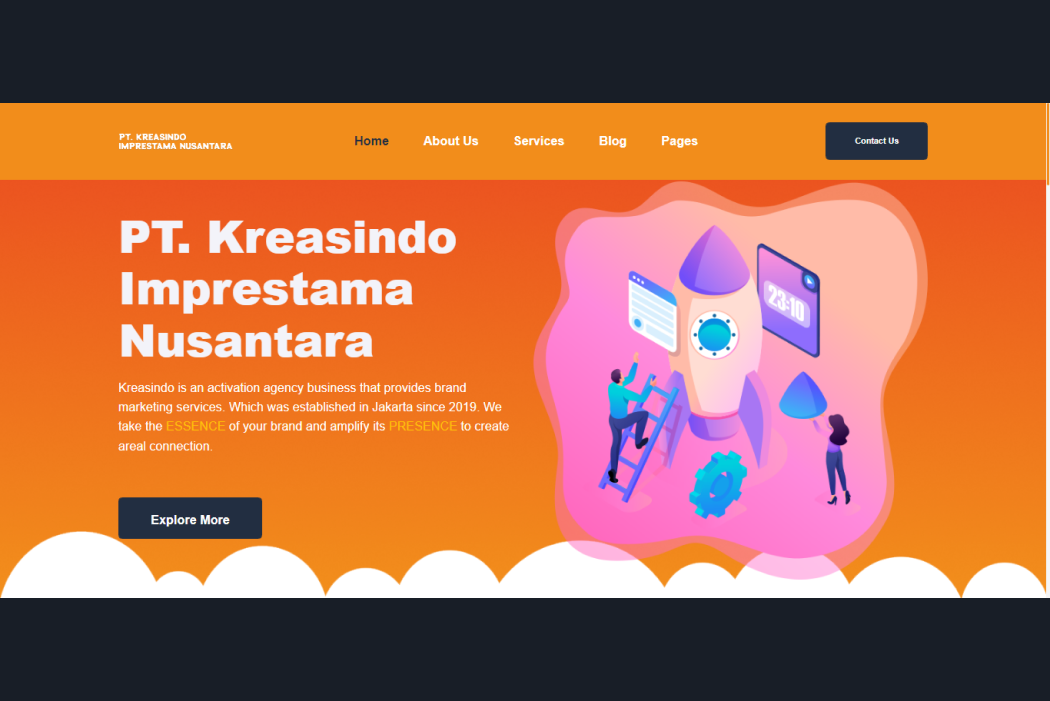 PT. KREASINDO
IMPRESTAMA NUSANTARA
Home About Us Services Blog Pages
Contact Us
PT. Kreasindo
Imprestama
Nusantara
Kreasindo is an activation agency business that provides brand
marketing services. Which was established in Jakarta since 2019. We
take the ESSENCE of your brand and amplify its PRESENCE to create
areal connection.
Explore More
23:10